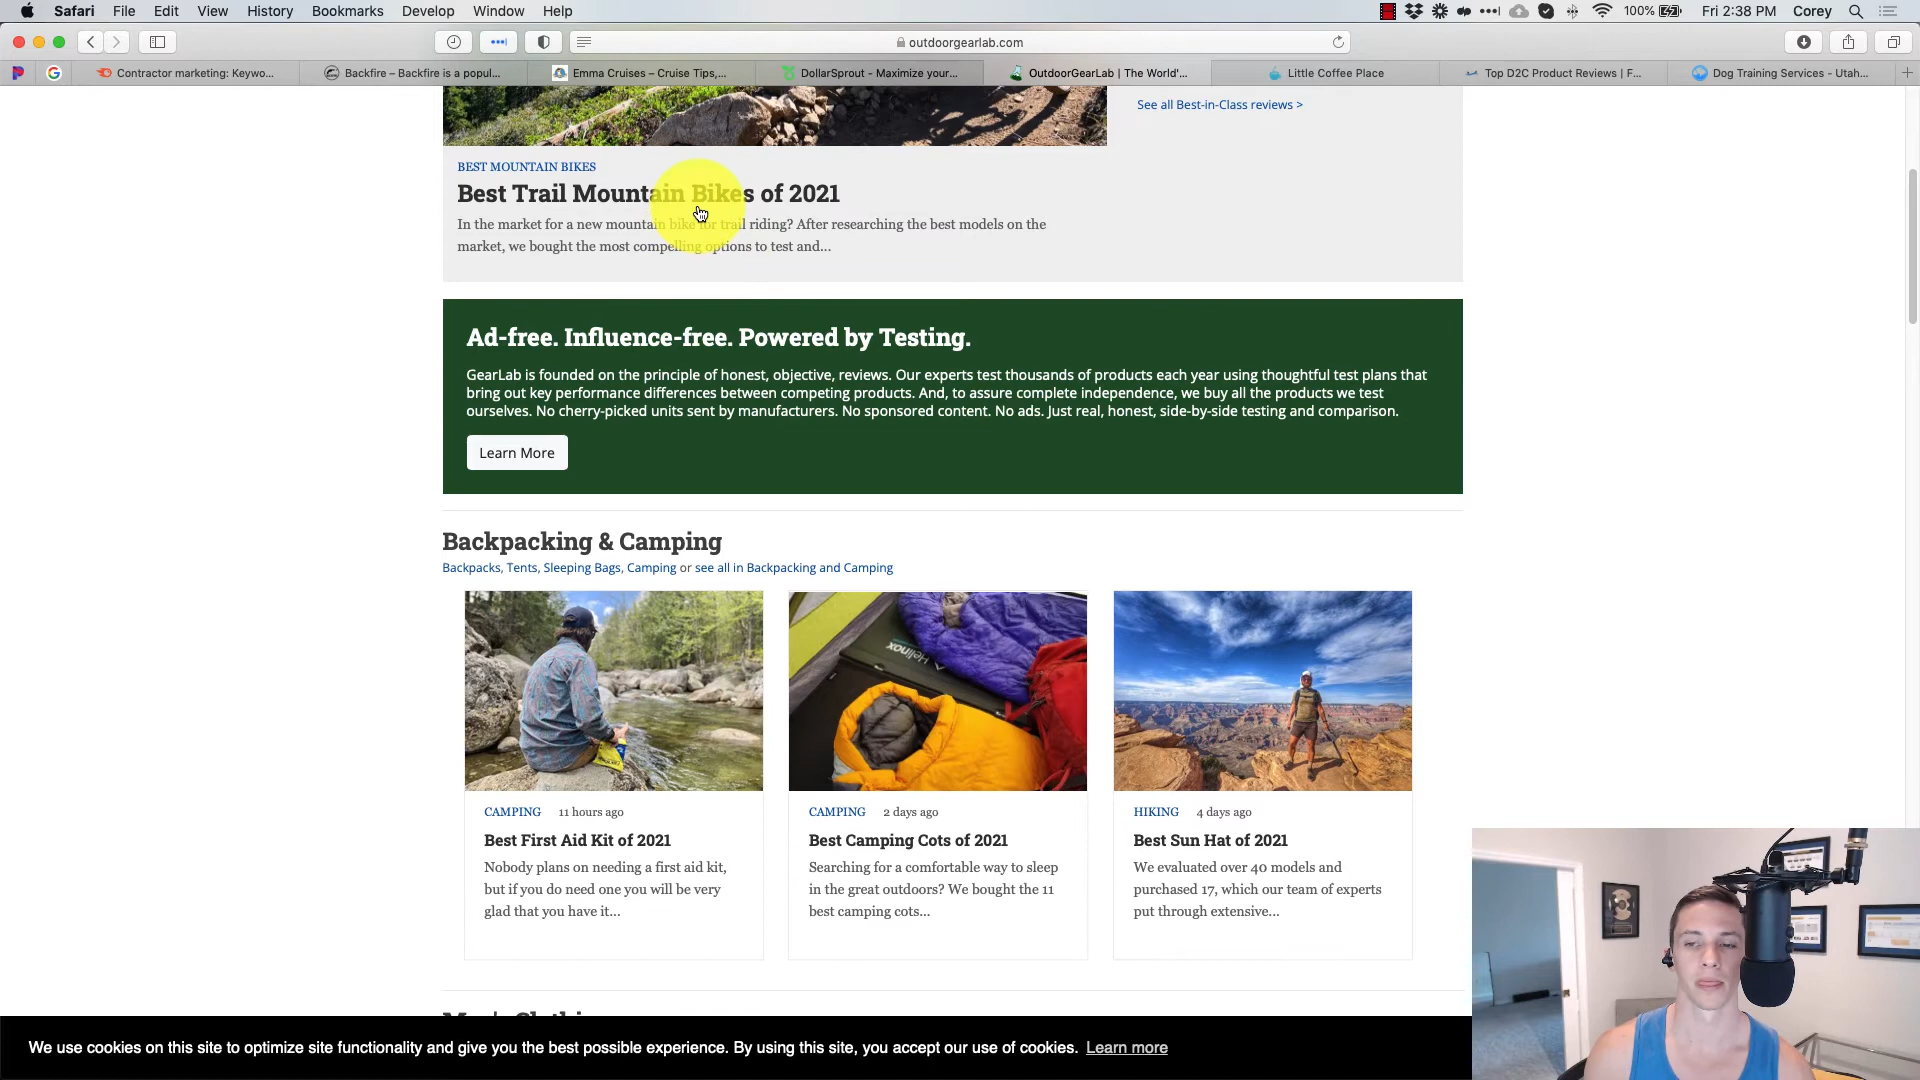 Safari File Edit View History Bookmarks Develop Window Help 100% Fri 2:38 PM Corey
outdoorgearlab.com
Contractor marketing: Keywo... Backfire – Backfire is a popul... Emma Cruises – Cruise Tips,... DollarSprout - Maximize your... OutdoorGearLab | The World'... Little Coffee Place Top D2C Product Reviews | F... Dog Training Services - Utah...
See all Best-in-Class reviews >
BEST MOUNTAIN BIKES
Best Trail Mountain Bikes of 2021
In the market for a new mountain bike for trail riding? After researching the best models on the
market, we bought the most compelling options to test and...
Ad-free. Influence-free. Powered by Testing.
GearLab is founded on the principle of honest, objective, reviews. Our experts test thousands of products each year using thoughtful test plans that
bring out key performance differences between competing products. And, to assure complete independence, we buy all the products we test
ourselves. No cherry-picked units sent by manufacturers. No sponsored content. No ads. Just real, honest, side-by-side testing and comparison.
Learn More
Backpacking & Camping
Backpacks, Tents, Sleeping Bags, Camping or see all in Backpacking and Camping
Helinox
CAMPING 11 hours ago
Best First Aid Kit of 2021
Nobody plans on needing a first aid kit,
but if you do need one you will be very
glad that you have it...
CAMPING 2 days ago
Best Camping Cots of 2021
Searching for a comfortable way to sleep
in the great outdoors? We bought the 11
best camping cots...
HIKING 4 days ago
Best Sun Hat of 2021
We evaluated over 40 models and
purchased 17, which our team of experts
put through extensive...
We use cookies on this site to optimize site functionality and give you the best possible experience. By using this site, you accept our use of cookies. Learn more